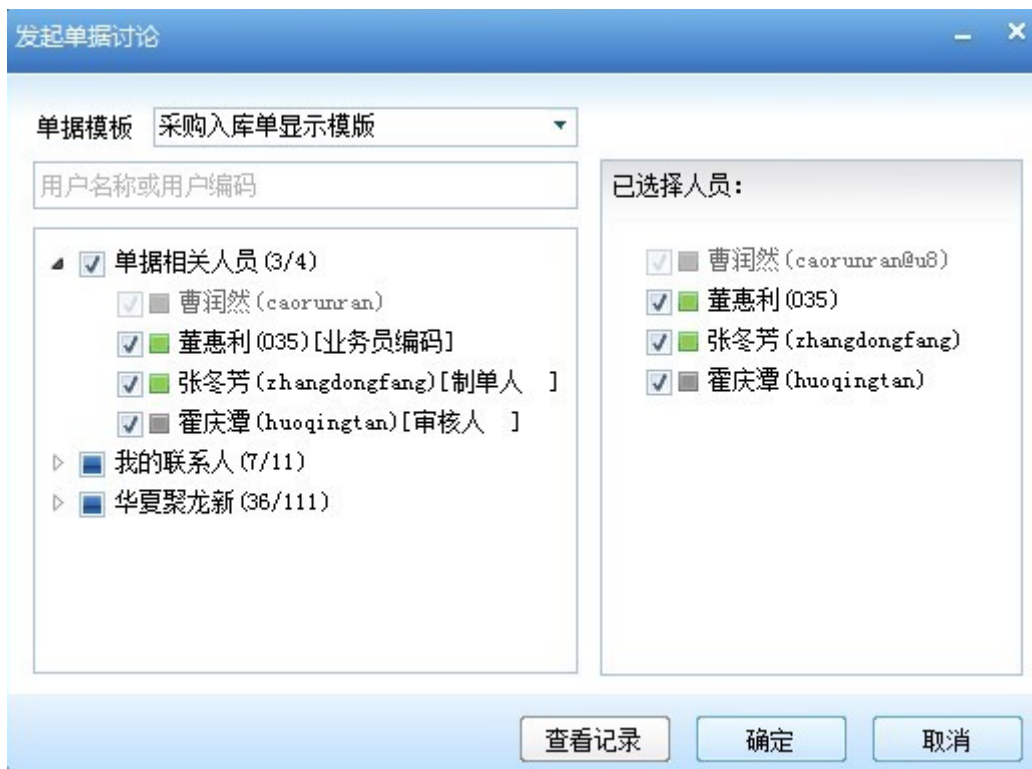 发起单据讨论
单据模板 采购入库单显示模版
用户名称或用户编码
单据相关人员(3/4)
曹润然(caorunran)
董惠利(035)[业务员编码]
张冬芳(zhangdongfang)[制单人 ]
霍庆潭(huoqingtan)[审核人 ]
我的联系人(7/11)
华夏聚龙新(36/111)
已选择人员:
曹润然(caorunran@u8)
董惠利(035)
张冬芳(zhangdongfang)
霍庆潭(huoqingtan)
查看记录 确定 取消